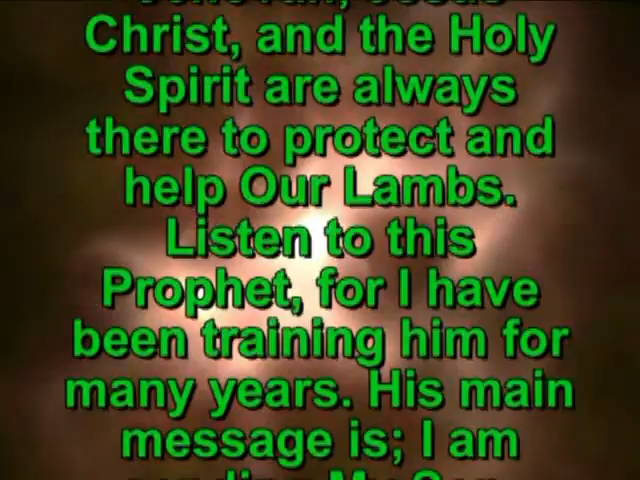 Christ, and the Holy
Spirit are always
there to protect and
help Our Lambs.
Listen to this
Prophet, for I have
been training him for
many years. His main
message is; I am